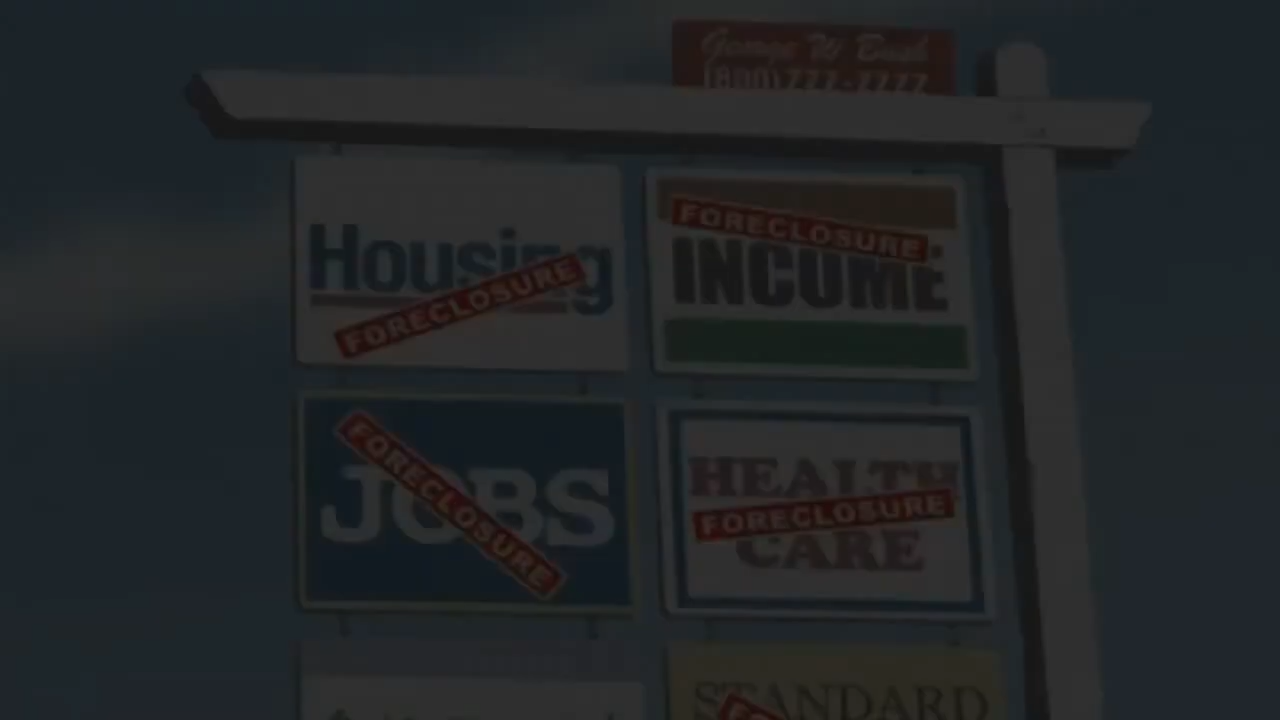 George W Bush
(800)777-7777
Housing
FORECLOSURE
FORECLOSURE
INCOME
JOBS
FORECLOSURE
HEALTH
FORECLOSURE
CARE
STANDARD